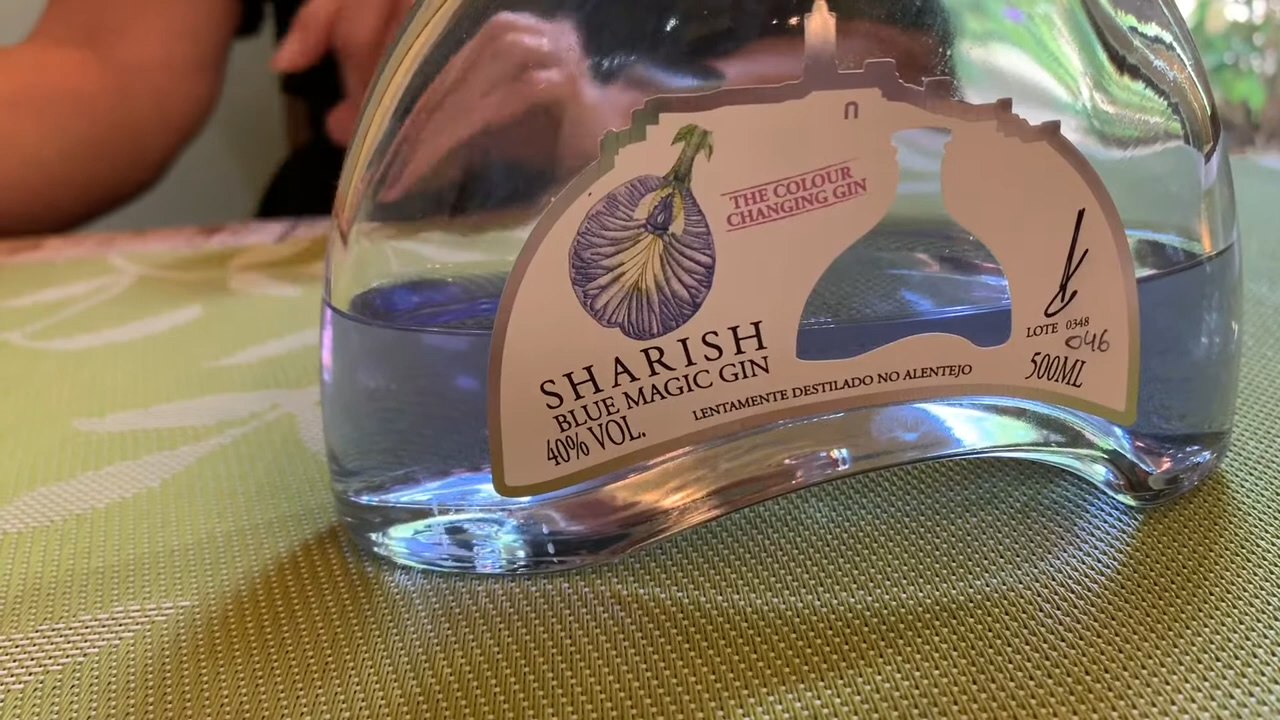 THE COLOUR
CHANGING GIN
SHARISH
BLUE MAGIC GIN
40% VOL.
LENTAMENTE DESTILADO NO ALENTEJO
LOTE 0348
046
500ML